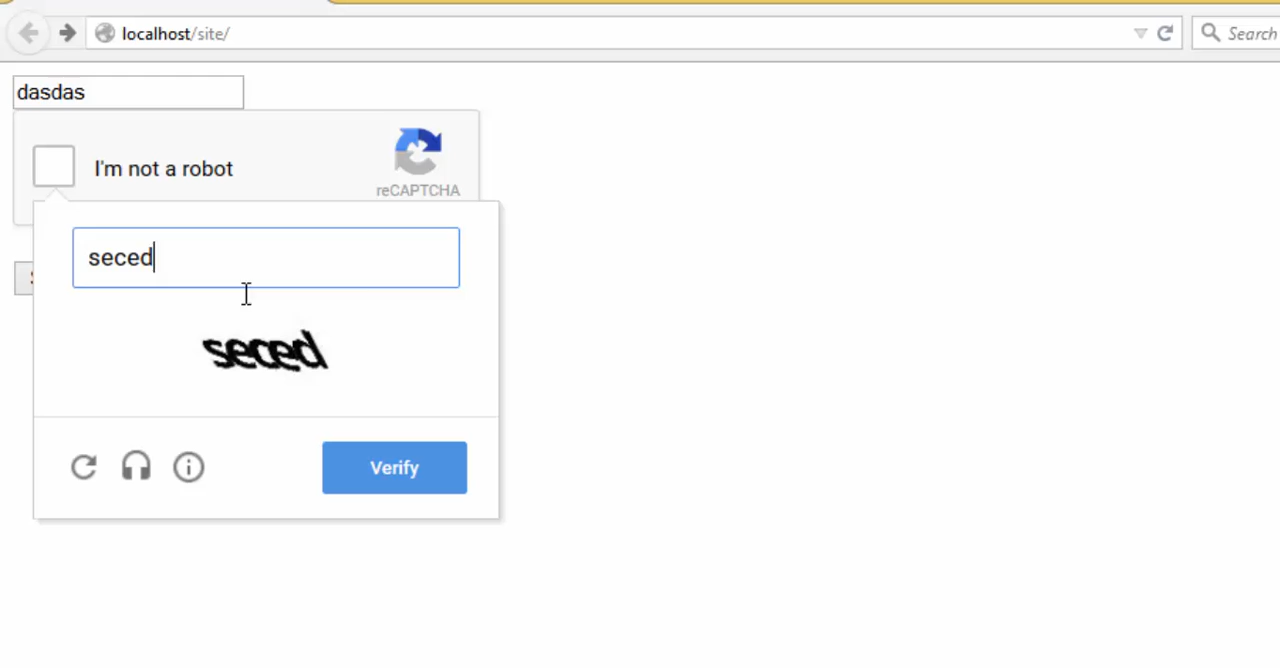 localhost/site/
Search
dasdas
I'm not a robot
reCAPTCHA
seced
seced
Verify